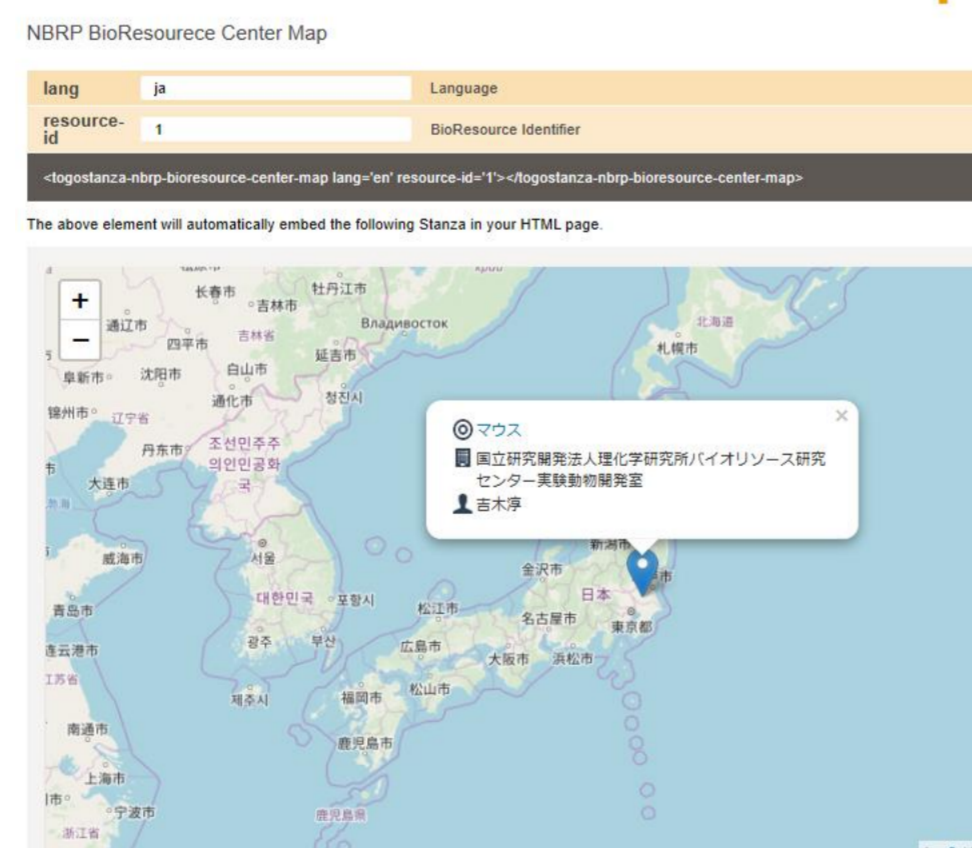 NBRP BioResourece Center Map
lang ja Language
resource-id 1 BioResource Identifier
<togostanza-nbrp-bioresource-center-map lang='en' resource-id='1'></togostanza-nbrp-bioresource-center-map>
The above element will automatically embed the following Stanza in your HTML page.
+
−
长春市
牡丹江市
吉林市
通辽市
吉林省
Владивосток
四平市
延吉市
北海道
札幌市
阜新市
沈阳市
白山市
通化市
청진시
锦州市
辽宁省
丹东市
조선민주주
의인민공화
국
大连市
×
マウス
国立研究開発法人理化学研究所バイオリソース研究
センター実験動物開発室
吉木淳
威海市
서울
新潟市
金沢市
市
日本
青岛市
대한민국
포항시
松江市
名古屋市
東京都
连云港市
광주
부산
広島市
大阪市
浜松市
江苏省
제주시
福岡市
松山市
南通市
鹿児島市
上海市
宁波市
鹿児島県
浙江省